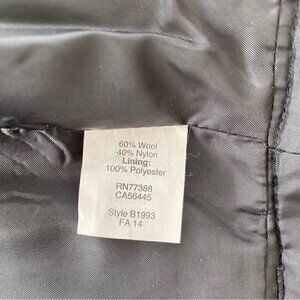 60% Wool
40% Nylon
Lining:
100% Polyester
RN77388
CA56445
Style B1993
FA 14